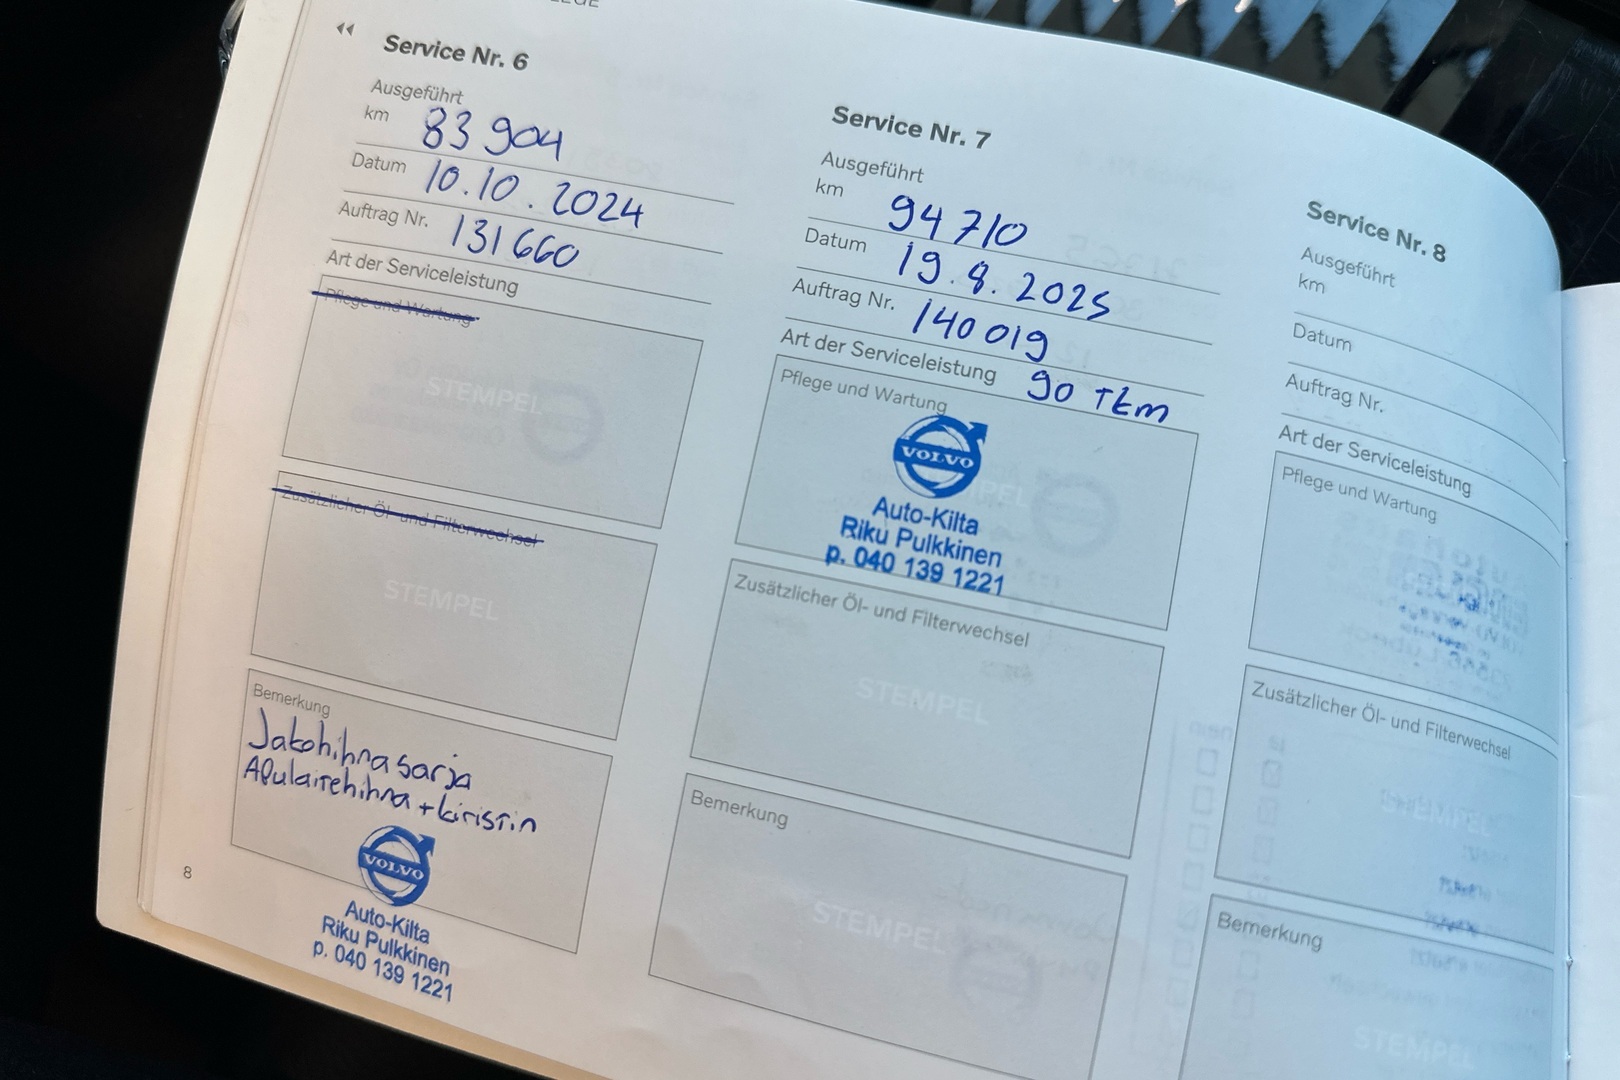 Service Nr. 6
Ausgeführt
km 83 904
Datum 10.10.2024
Auftrag Nr. 131660
Art der Serviceleistung
Pflege und Wartung
STEMPEL
Zusätzlicher Öl- und Filterwechsel
STEMPEL
Bemerkung
Jakohihnasarja
Apulaitehihna + kiristin
VOLVO
Auto-Kilta
Riku Pulkkinen
p. 040 139 1221
8
Service Nr. 7
Ausgeführt
km 94 710
Datum 19.8.2025
Auftrag Nr. 140019
Art der Serviceleistung 90 Tkm
Pflege und Wartung
VOLVO
Auto-Kilta
Riku Pulkkinen
p. 040 139 1221
Zusätzlicher Öl- und Filterwechsel
STEMPEL
Bemerkung
STEMPEL
Service Nr. 8
Ausgeführt
km
Datum
Auftrag Nr.
Art der Serviceleistung
Pflege und Wartung
Zusätzlicher Öl- und Filterwechsel
STEMPEL
Bemerkung
STEMPEL